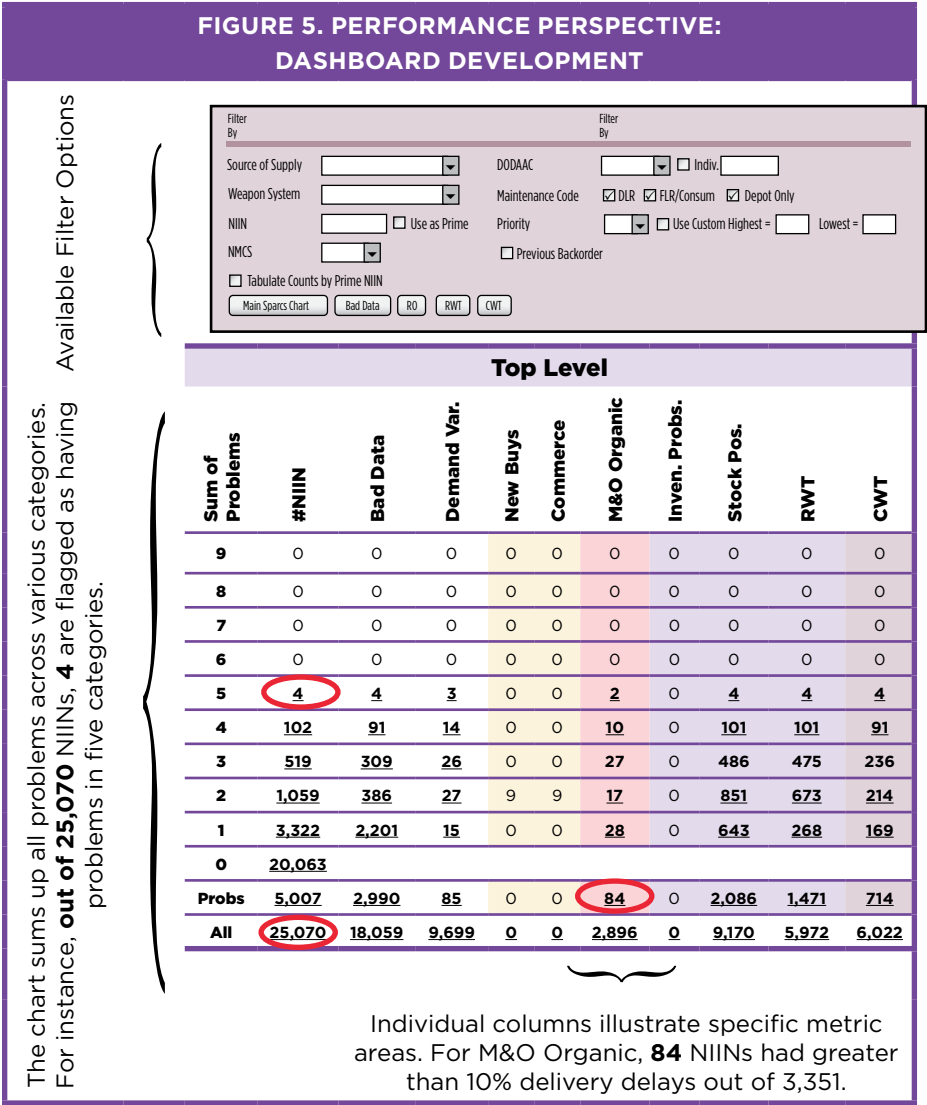 FIGURE 5. PERFORMANCE PERSPECTIVE:
DASHBOARD DEVELOPMENT
Available Filter Options
Filter
By
Filter
By
Source of Supply
DODAAC
Indiv.
Weapon System
Maintenance Code
DLR
FLR/Consum
Depot Only
NIIN
Use as Prime
Priority
Use Custom Highest =
Lowest =
NMCS
Previous Backorder
Tabulate Counts by Prime NIIN
Main Sparcs Chart
Bad Data
RO
RWT
CWT
The chart sums up all problems across various categories.
For instance, out of 25,070 NIINs, 4 are flagged as having
problems in five categories.
Top Level
Sum of
Problems
#NIIN
Bad Data
Demand Var.
New Buys
Commerce
M&O Organic
Inven. Probs.
Stock Pos.
RWT
CWT
9 0 0 0 0 0 0 0 0 0 0
8 0 0 0 0 0 0 0 0 0 0
7 0 0 0 0 0 0 0 0 0 0
6 0 0 0 0 0 0 0 0 0 0
5 4 4 3 0 0 2 0 4 4 4
4 102 91 14 0 0 10 0 101 101 91
3 519 309 26 0 0 27 0 486 475 236
2 1,059 386 27 9 9 17 0 851 673 214
1 3,322 2,201 15 0 0 28 0 643 268 169
0 20,063
Probs 5,007 2,990 85 0 0 84 0 2,086 1,471 714
All 25,070 18,059 9,699 0 0 2,896 0 9,170 5,972 6,022
Individual columns illustrate specific metric
areas. For M&O Organic, 84 NIINs had greater
than 10% delivery delays out of 3,351.